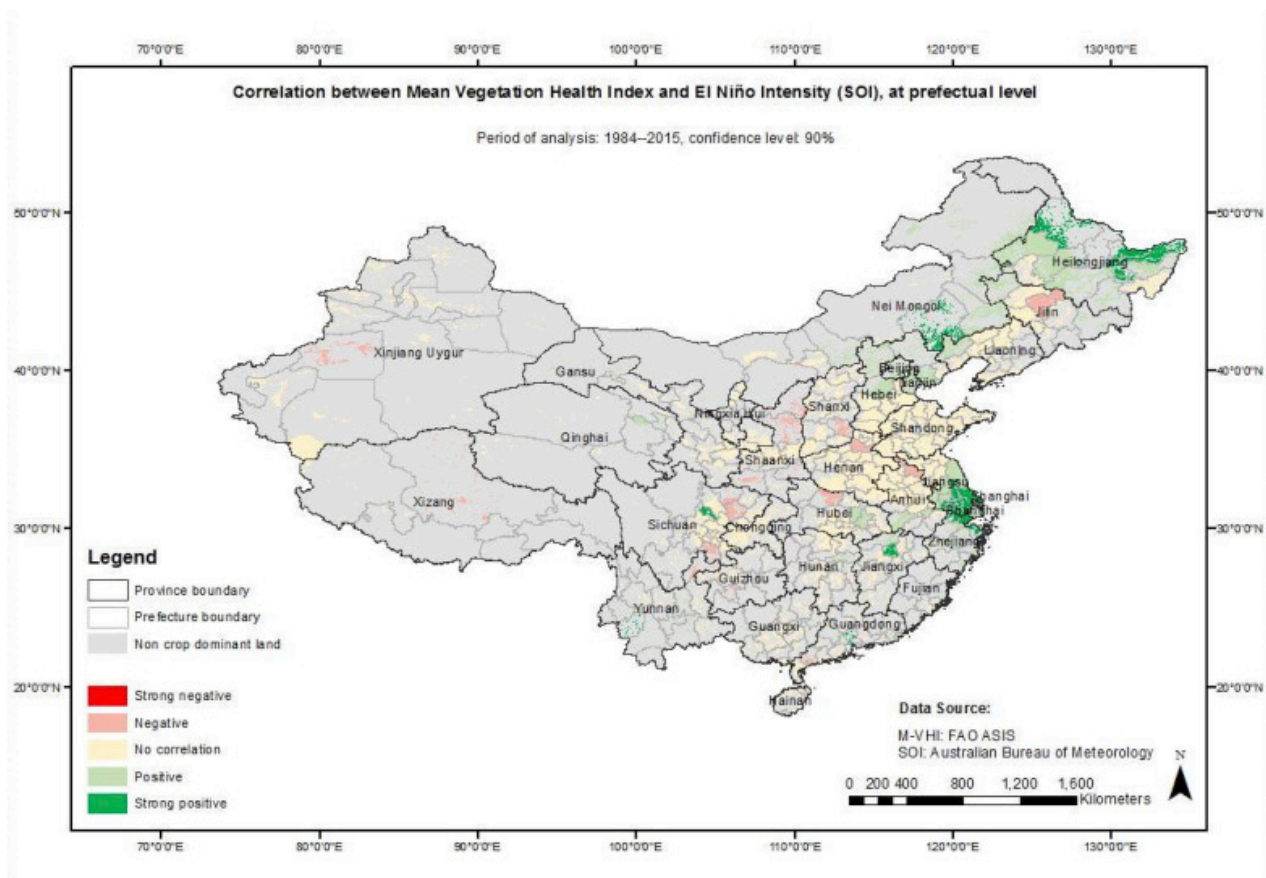 70°0'0"E 80°0'0"E 90°0'0"E 100°0'0"E 110°0'0"E 120°0'0"E 130°0'0"E
Correlation between Mean Vegetation Health Index and El Niño Intensity (SOI), at prefectual level
Period of analysis: 1984--2015, confidence level: 90%
50°0'0"N 50°0'0"N
Heilongjiang
Nei Mongol
Jilin
Xinjiang Uygur
Liaoning
40°0'0"N 40°0'0"N
Gansu
Beijing
Tianjin
Hebei
Ningxia Hui
Shanxi
Shandong
Qinghai
Shaanxi
Henan
Jiangsu
Xizang
Anhui
Shanghai
Shanghai
Hubei
30°0'0"N 30°0'0"N
Sichuan
Chongqing
Zhejiang
Hunan
Jiangxi
Guizhou
Fujian
Yunnan
Guangxi
Guangdong
Hainan
20°0'0"N 20°0'0"N
Legend
Province boundary
Prefecture boundary
Non crop dominant land
Strong negative
Negative
No correlation
Positive
Strong positive
Data Source:
M-VHI: FAO ASIS
SOI: Australian Bureau of Meteorology
N
0 200 400 800 1,200 1,600
Kilometers
70°0'0"E 80°0'0"E 90°0'0"E 100°0'0"E 110°0'0"E 120°0'0"E 130°0'0"E